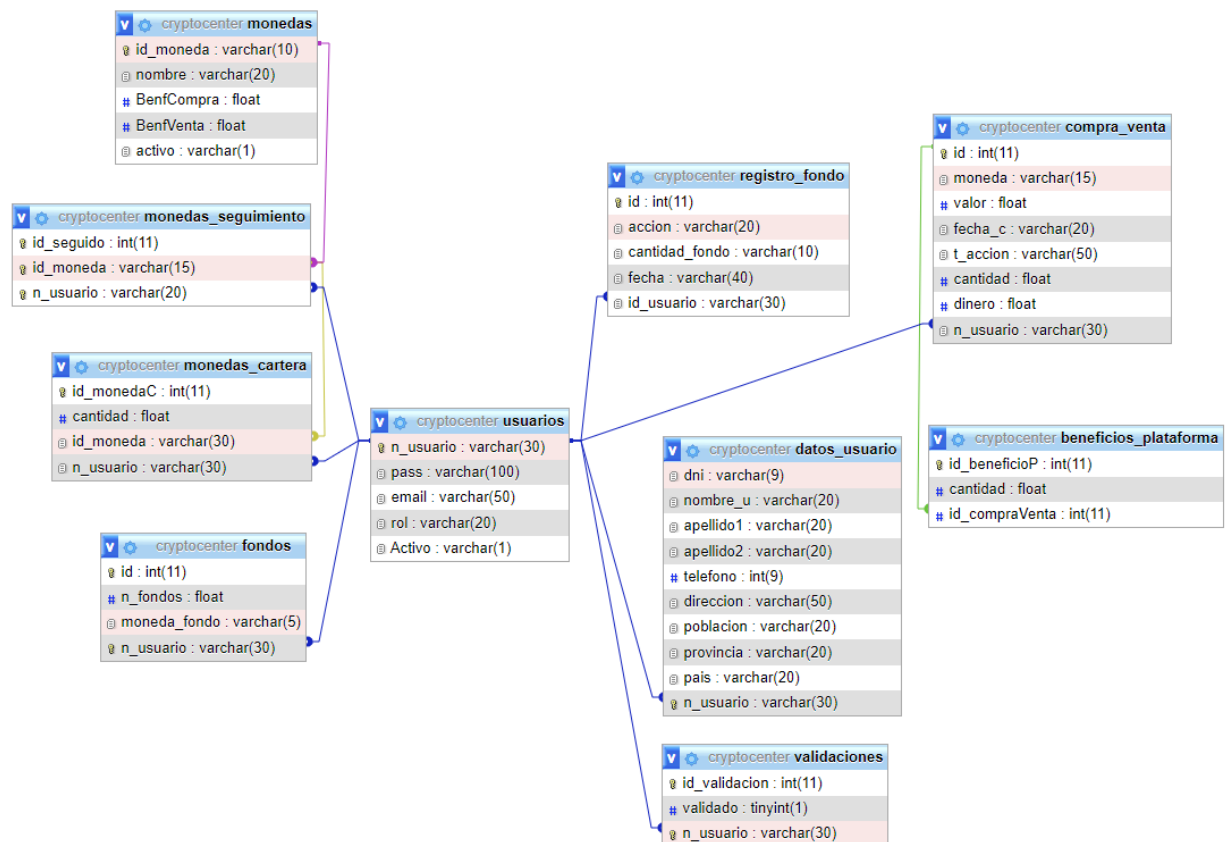 cryptocenter monedas
id_moneda : varchar(10)
nombre : varchar(20)
# BenfCompra : float
# BenfVenta : float
activo : varchar(1)
cryptocenter monedas_seguimiento
id_seguido : int(11)
id_moneda : varchar(15)
n_usuario : varchar(20)
cryptocenter monedas_cartera
id_monedaC : int(11)
# cantidad : float
id_moneda : varchar(30)
n_usuario : varchar(30)
cryptocenter fondos
id : int(11)
# n_fondos : float
moneda_fondo : varchar(5)
n_usuario : varchar(30)
cryptocenter usuarios
n_usuario : varchar(30)
pass : varchar(100)
email : varchar(50)
rol : varchar(20)
Activo : varchar(1)
cryptocenter registro_fondo
id : int(11)
accion : varchar(20)
cantidad_fondo : varchar(10)
fecha : varchar(40)
id_usuario : varchar(30)
cryptocenter datos_usuario
dni : varchar(9)
nombre_u : varchar(20)
apellido1 : varchar(20)
apellido2 : varchar(20)
# telefono : int(9)
direccion : varchar(50)
poblacion : varchar(20)
provincia : varchar(20)
pais : varchar(20)
n_usuario : varchar(30)
cryptocenter validaciones
id_validacion : int(11)
# validado : tinyint(1)
n_usuario : varchar(30)
cryptocenter compra_venta
id : int(11)
moneda : varchar(15)
# valor : float
fecha_c : varchar(20)
t_accion : varchar(50)
# cantidad : float
# dinero : float
n_usuario : varchar(30)
cryptocenter beneficios_plataforma
id_beneficioP : int(11)
# cantidad : float
# id_compraVenta : int(11)